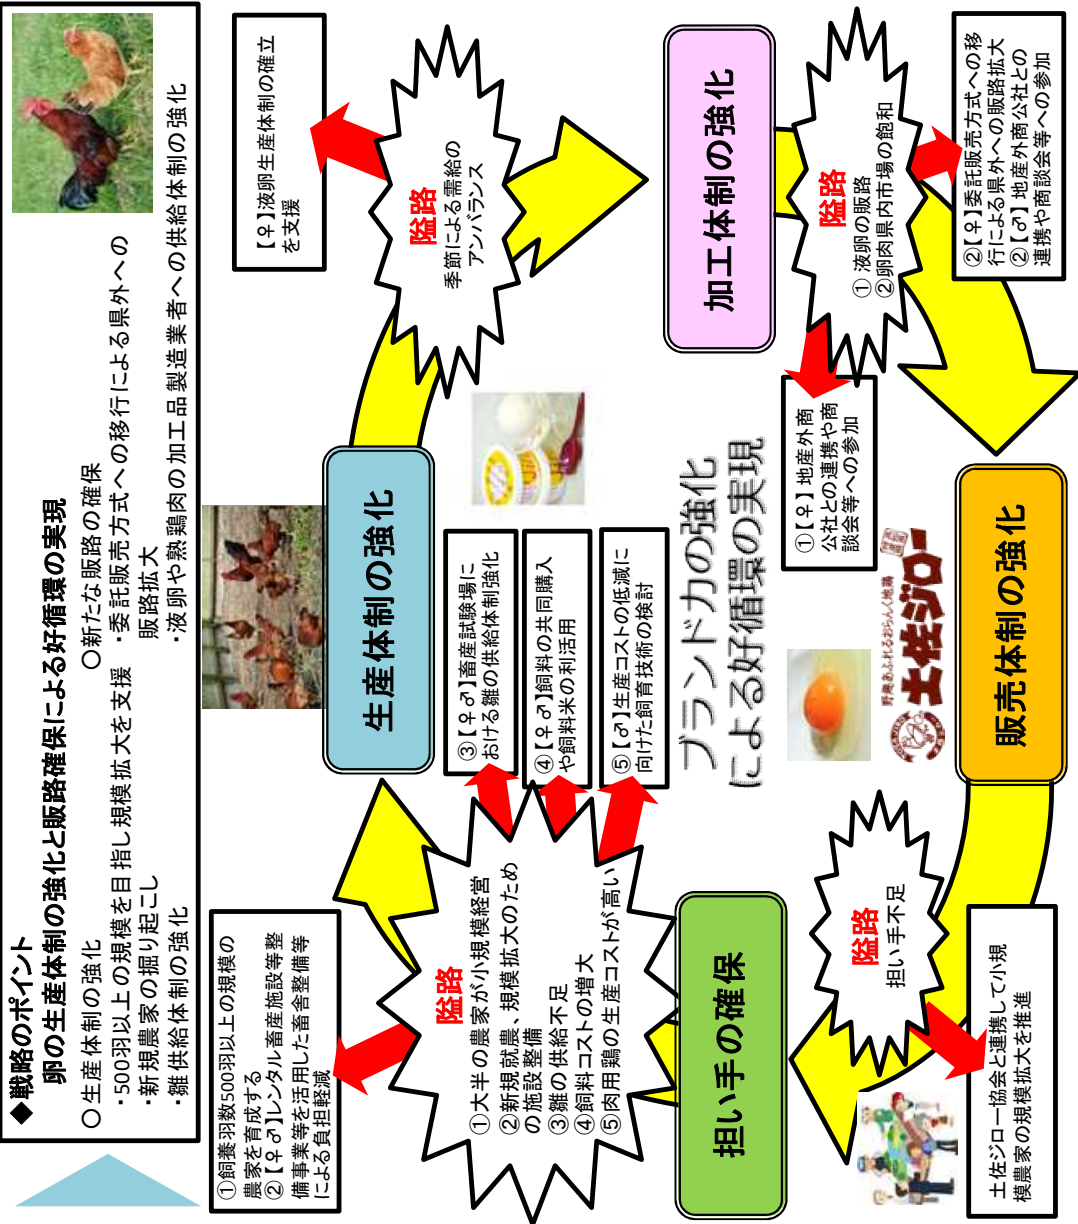 ◆戦略のポイント
卵の生産体制の強化と販路確保による好循環の実現
○生産体制の強化
・500羽以上の規模を目指し規模拡大を支援
・新規農家の掘り起こし
・雛供給体制の強化
○新たな販路の確保
・委託販売方式への移行による県外への
販路拡大
・液卵や熟鶏肉の加工品製造業者への供給体制の強化
①飼養羽数500羽以上の規模の
農家を育成する
②【♀♂】レンタル畜産施設等整
備事業等を活用した畜舎整備等
による負担軽減
隘路
①大半の農家が小規模経営
②新規就農、規模拡大のため
の施設整備
③雛の供給不足
④飼料コストの増大
⑤肉用鶏の生産コストが高い
③【♀♂】畜産試験場に
おける雛の供給体制強化
④【♀♂】飼料の共同購入
や飼料米の利活用
⑤【♂】生産コストの低減に
向けた飼育技術の検討
生産体制の強化
【♀】液卵生産体制の確立
を支援
隘路
季節による需給の
アンバランス
加工体制の強化
隘路
① 液卵の販路
②卵肉県内市場の飽和
①【♀】地産外商
公社との連携や商
談会等への参加
②【♀】委託販売方式への移
行による県外への販路拡大
②【♂】地産外商公社との
連携や商談会等への参加
ブランド力の強化
による好循環の実現
野趣あふれるおらんく地鶏
土佐ジロー
販売体制の強化
隘路
担い手不足
土佐ジロー協会と連携して小規
模農家の規模拡大を推進
担い手の確保